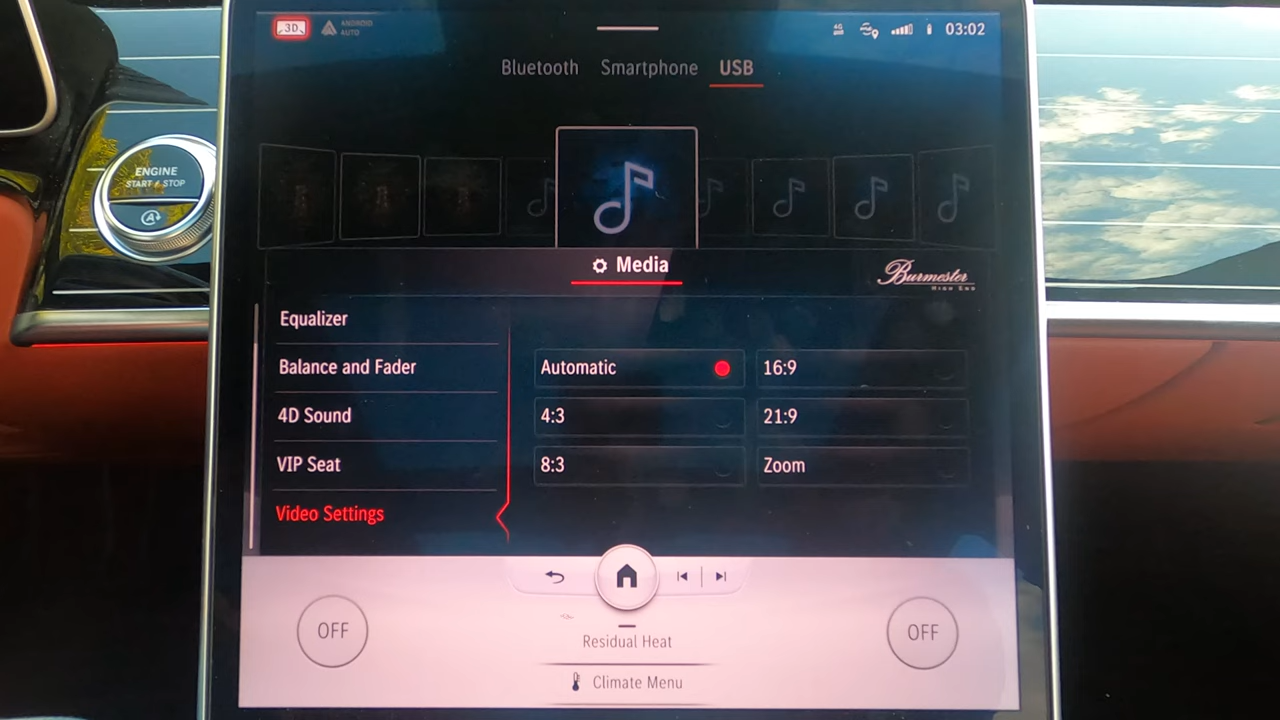 3D
ANDROID
AUTO
4G
03:02
Bluetooth Smartphone USB
ENGINE
START / STOP
A
Media
Burmester
HIGH END
Equalizer
Balance and Fader
4D Sound
VIP Seat
Video Settings
Automatic
16:9
4:3
21:9
8:3
Zoom
OFF
OFF
Residual Heat
Climate Menu